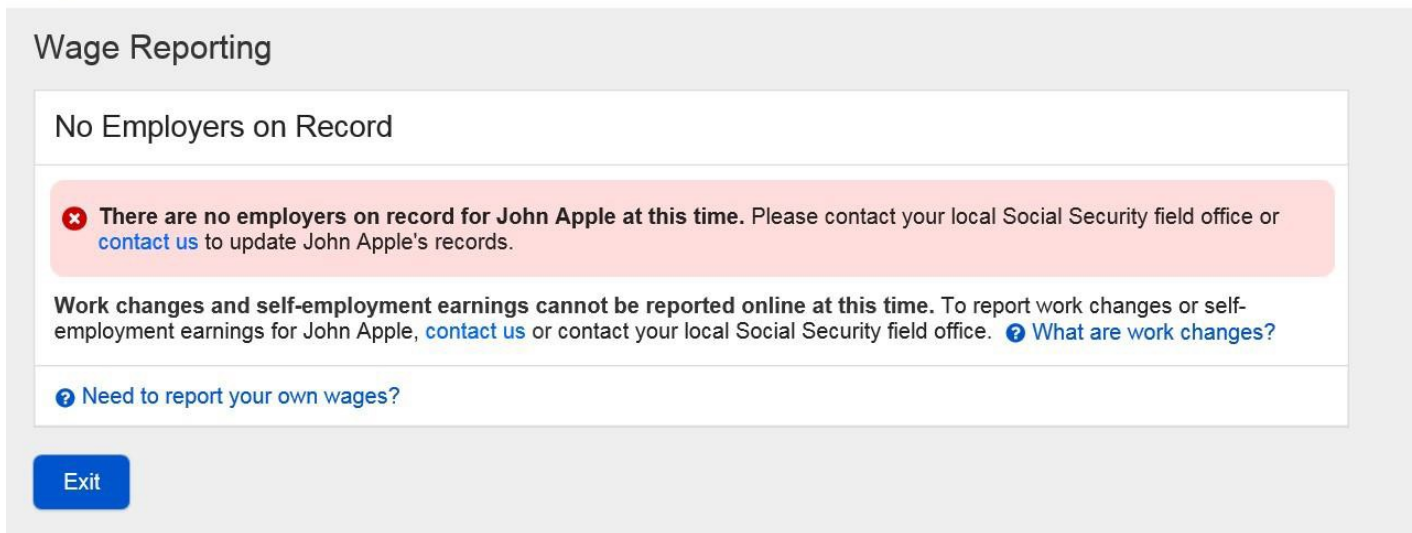 Wage Reporting
No Employers on Record
There are no employers on record for John Apple at this time. Please contact your local Social Security field office or
contact us to update John Apple's records.
Work changes and self-employment earnings cannot be reported online at this time. To report work changes or self-
employment earnings for John Apple, contact us or contact your local Social Security field office. What are work changes?
Need to report your own wages?
Exit